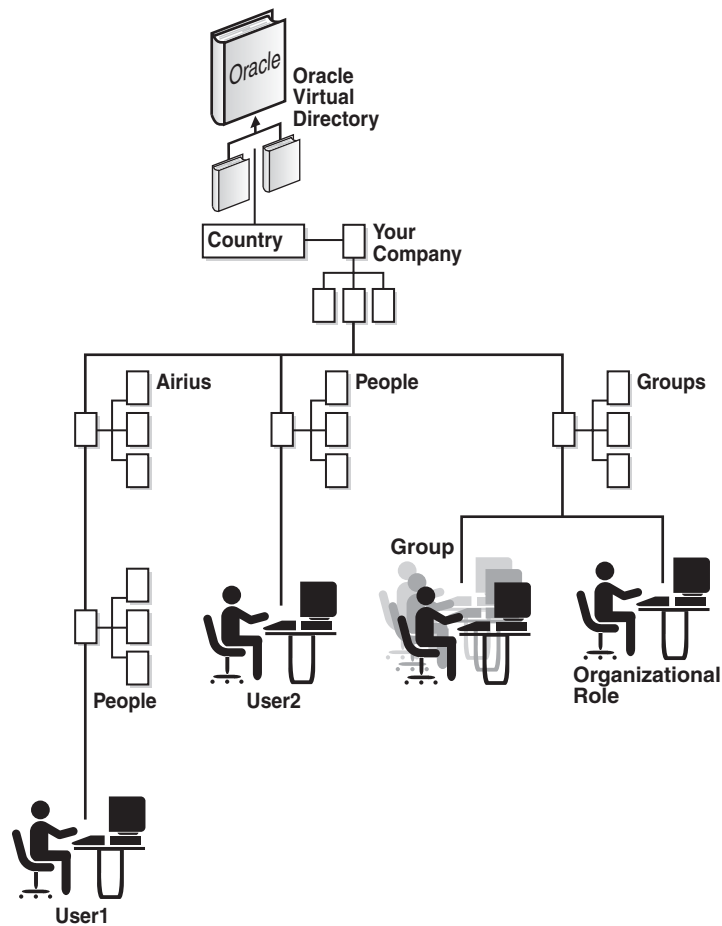 Oracle
Oracle
Virtual
Directory
Country
Your
Company
Airius
People
Groups
Group
People
User2
Organizational
Role
User1